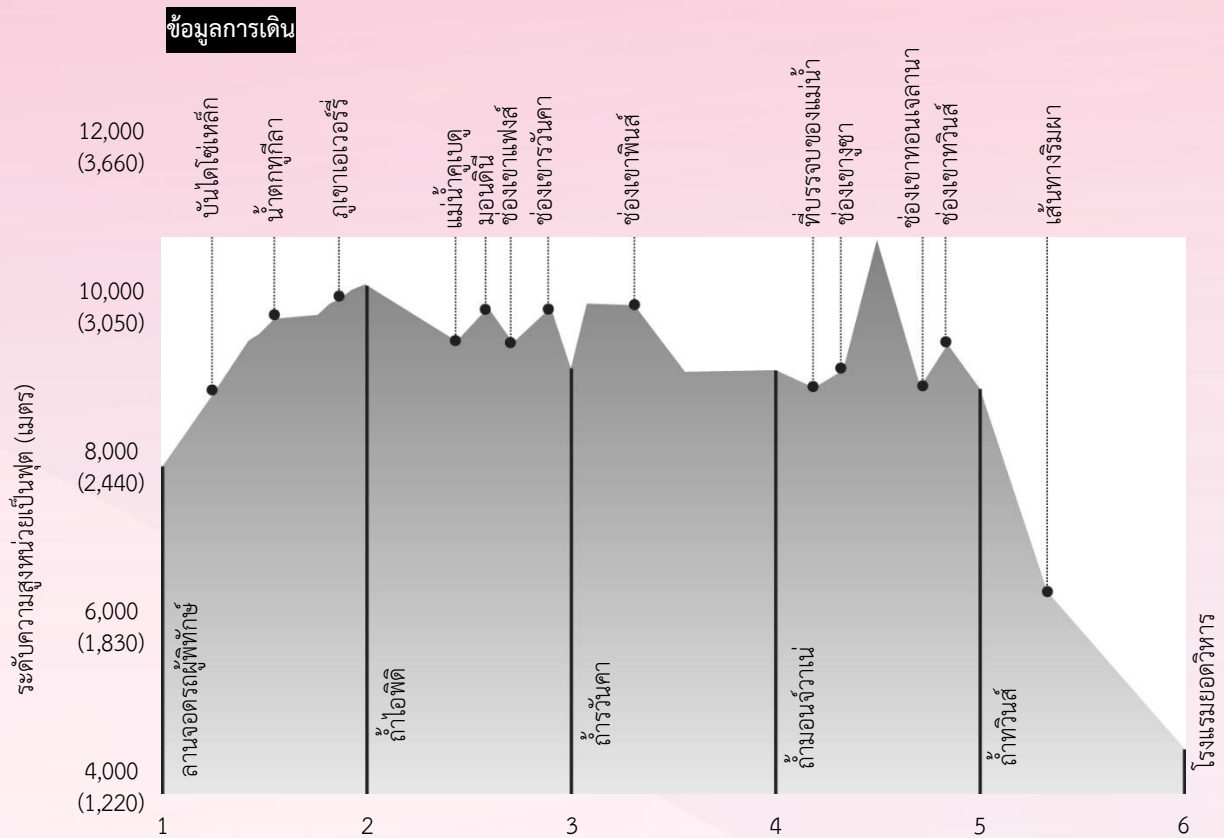 ข้อมูลการเดิน
บันไดโซ่เหล็ก
น้ำตกทูกีลา
ภูเขาเอเวอร์รี
แม่น้ำคูเบดู
มอนดินี
ช่องเขาแฟงส์
ช่องเขารวันคา
ช่องเขาพินส์
ที่บรรจบของแม่น้ำ
ช่องเขางูซา
ช่องเขาทอนเจลานา
ช่องเขาทวินส์
เส้นทางริมผา
12,000
(3,660)
10,000
(3,050)
8,000
(2,440)
6,000
(1,830)
4,000
(1,220)
ระดับความสูงหน่วยเป็นฟุต (เมตร)
ลานจอดรถผู้พิทักษ์
ถ้ำไอพิดิ
ถ้ำรวันคา
ถ้ำมอนจ์วาเน่
ถ้ำทวินส์
โรงแรมยอดวิหาร
1 2 3 4 5 6